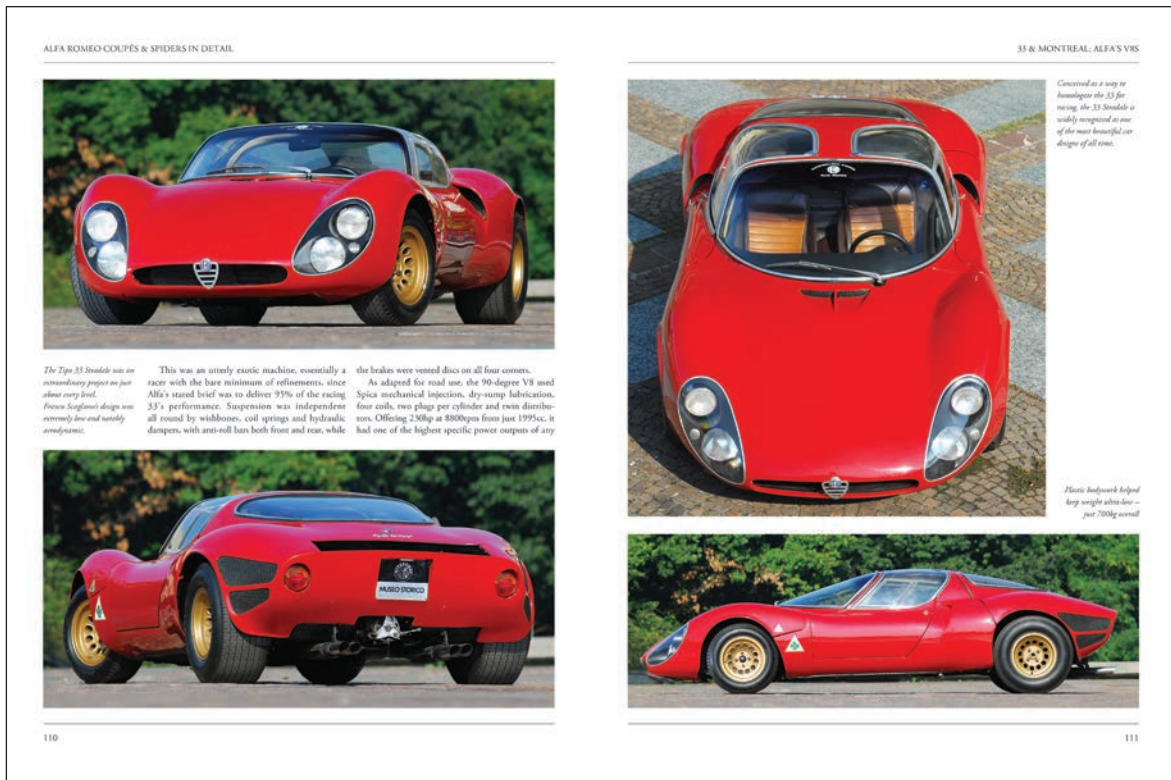 ALFA ROMEO COUPÉS & SPIDERS IN DETAIL
33 & MONTREAL: ALFA'S V8S
Conceived as a way to
homologate the 33 for
racing, the 33 Stradale is
widely recognised as one
of the most beautiful car
designs of all time.
The Tipo 33 Stradale was an
extraordinary project on just
about every level.
Franco Scaglione's design was
extremely low and notably
aerodynamic.
This was an utterly exotic machine, essentially a
racer with the bare minimum of refinements, since
Alfa's stated brief was to deliver 95% of the racing
33's performance. Suspension was independent
all round by wishbones, coil springs and hydraulic
dampers, with anti-roll bars both front and rear, while
the brakes were vented discs on all four corners.
As adapted for road use, the 90-degree V8 used
Spica mechanical injection, dry-sump lubrication,
four coils, two plugs per cylinder and twin distribu-
tors. Offering 230hp at 8800rpm from just 1995cc, it
had one of the highest specific power outputs of any
MUSEO STORICO
Plastic bodywork helped
keep weight ultra-low –
just 700kg overall
110
111